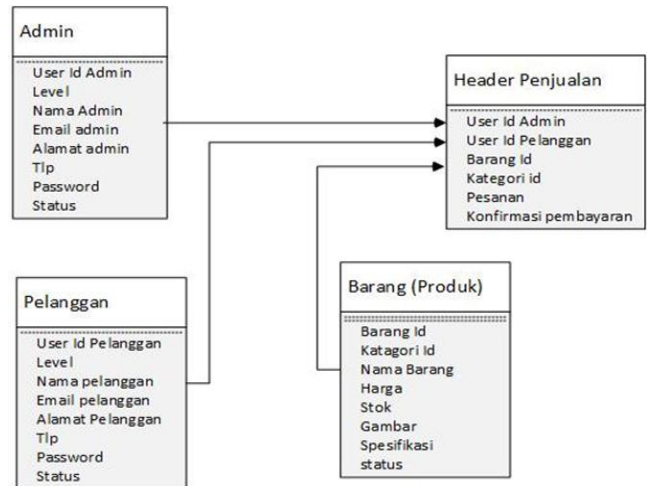 Admin
User Id Admin
Level
Nama Admin
Email admin
Alamat admin
Tlp
Password
Status
Header Penjualan
User Id Admin
User Id Pelanggan
Barang Id
Kategori id
Pesanan
Konfirmasi pembayaran
Pelanggan
User Id Pelanggan
Level
Nama pelanggan
Email pelanggan
Alamat Pelanggan
Tlp
Password
Status
Barang (Produk)
Barang Id
Katagori Id
Nama Barang
Harga
Stok
Gambar
Spesifikasi
status